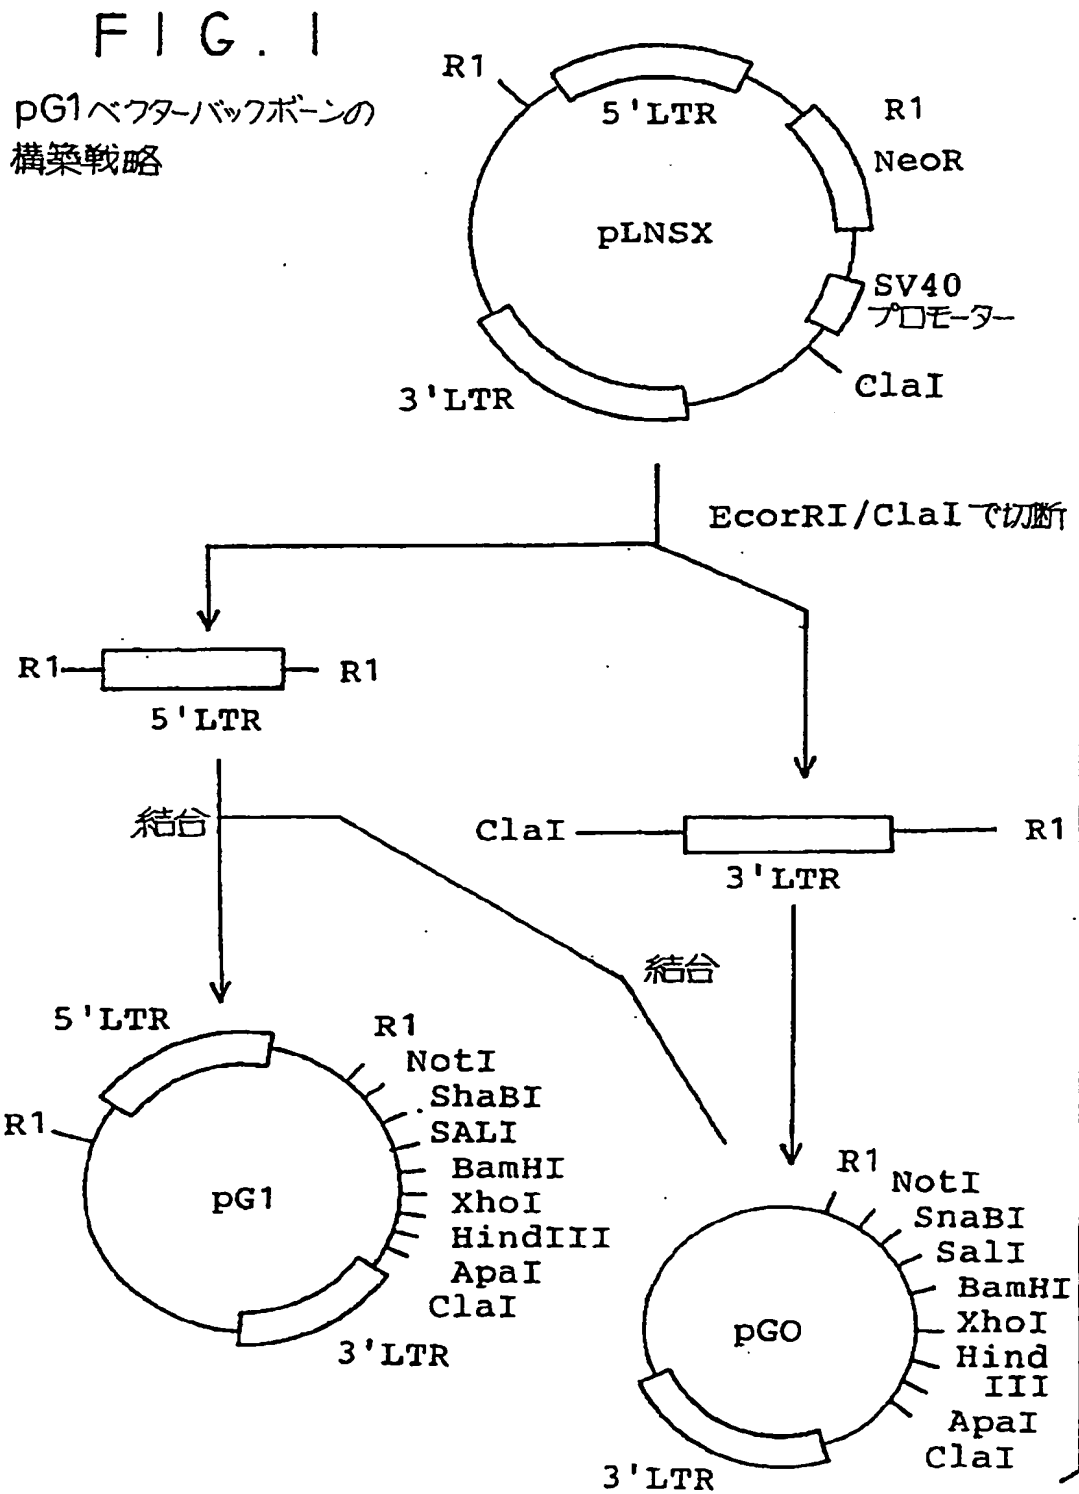 FIG. 1
pG1ベクターバックボーンの
構築戦略
R1
5'LTR
R1
NeoR
pLNSX
SV40
プロモーター
ClaI
3'LTR
EcorRI/ClaIで切断
R1
R1
5'LTR
結合
ClaI
R1
3'LTR
結合
5'LTR
R1
NotI
ShaBI
SALI
BamHI
XhoI
HindIII
ApaI
ClaI
R1
pG1
3'LTR
R1
NotI
SnaBI
SalI
BamHI
XhoI
Hind
III
ApaI
ClaI
pGO
3'LTR